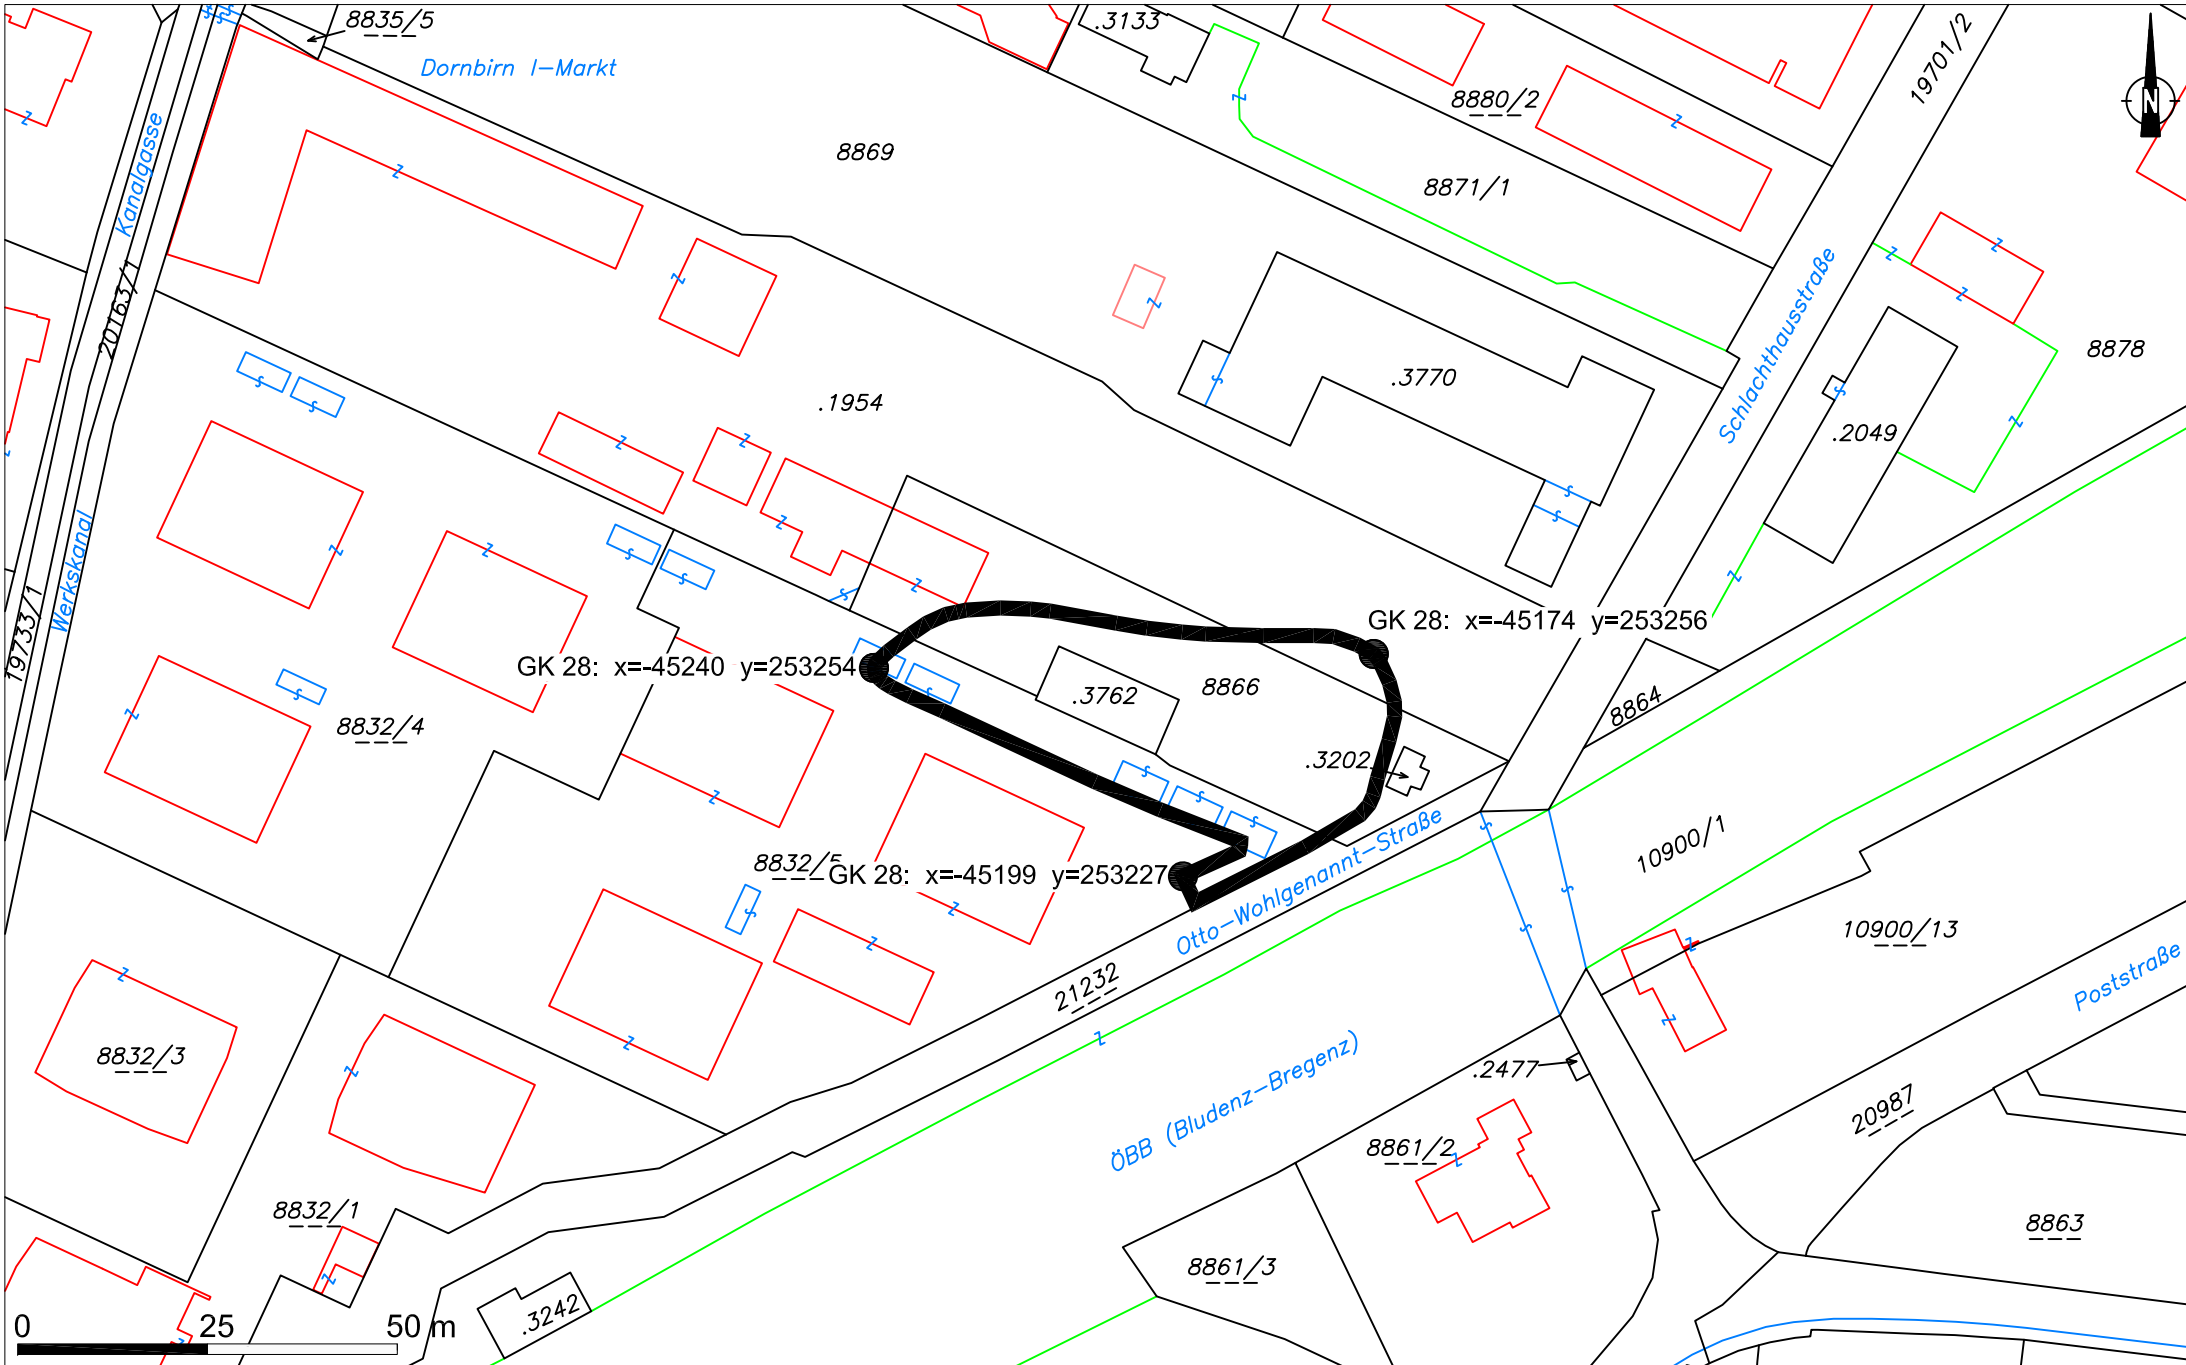 8835/5
.3133
19701/2
Dornbirn I-Markt
8880/2
N
Kanalgasse
8869
8871/1
20163/1
Schlachthausstraße
8878
.3770
.1954
.2049
Werkskanal
19733/1
GK 28: x=-45174 y=253256
GK 28: x=-45240 y=253254
8866
.3762
8864
8832/4
.3202
10900/1
Otto-Wohlgenannt-Straße
8832/5
GK 28: x=-45199 y=253227
10900/13
Poststraße
21232
8832/3
ÖBB (Bludenz-Bregenz)
.2477
20987
8861/2
8832/1
8863
8861/3
.3242
0 25 50 m